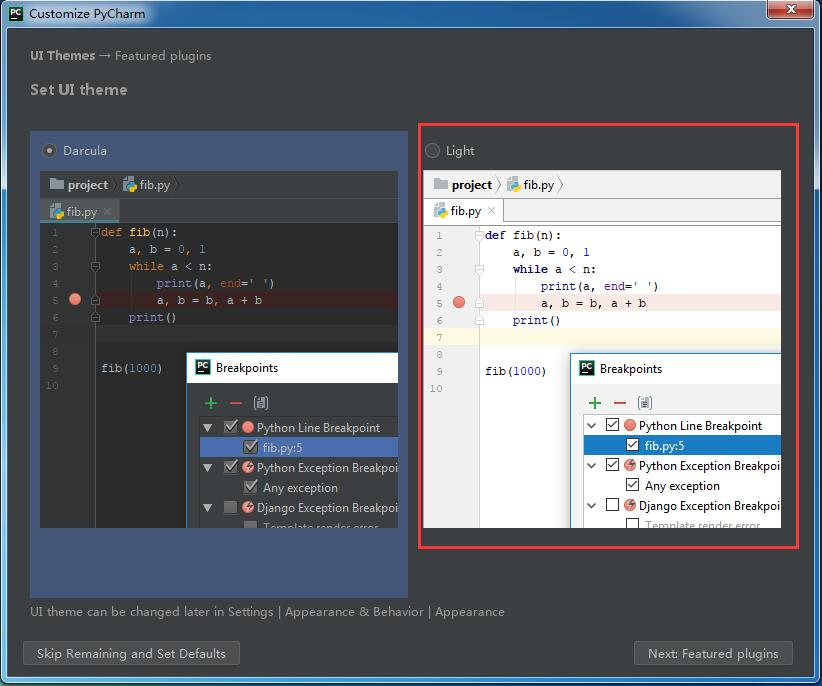 Customize PyCharm
UI Themes → Featured plugins
Set UI theme
Darcula
project
fib.py
fib.py
1 def fib(n):
2 a, b = 0, 1
3 while a < n:
4 print(a, end=' ')
5 a, b = b, a + b
6 print()
7
8
9 fib(1000)
10
PC Breakpoints
Python Line Breakpoint
fib.py:5
Python Exception Breakpoi
Any exception
Django Exception Breakpoi
Template render error
Light
project
fib.py
fib.py
1 def fib(n):
2 a, b = 0, 1
3 while a < n:
4 print(a, end=' ')
5 a, b = b, a + b
6 print()
7
8
9 fib(1000)
10
PC Breakpoints
Python Line Breakpoint
fib.py:5
Python Exception Breakpoi
Any exception
Django Exception Breakpoi
Template render error
UI theme can be changed later in Settings | Appearance & Behavior | Appearance
Skip Remaining and Set Defaults
Next: Featured plugins